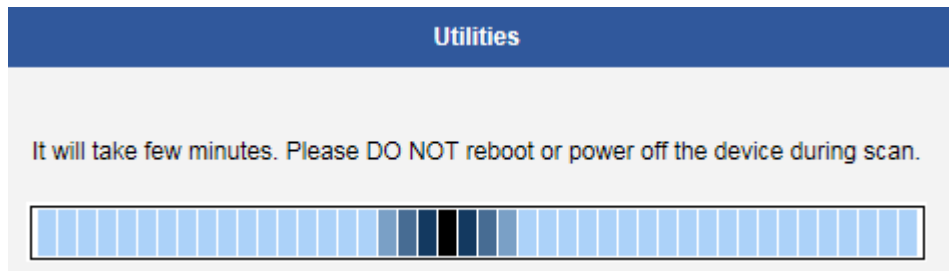 Utilities
It will take few minutes. Please DO NOT reboot or power off the device during scan.